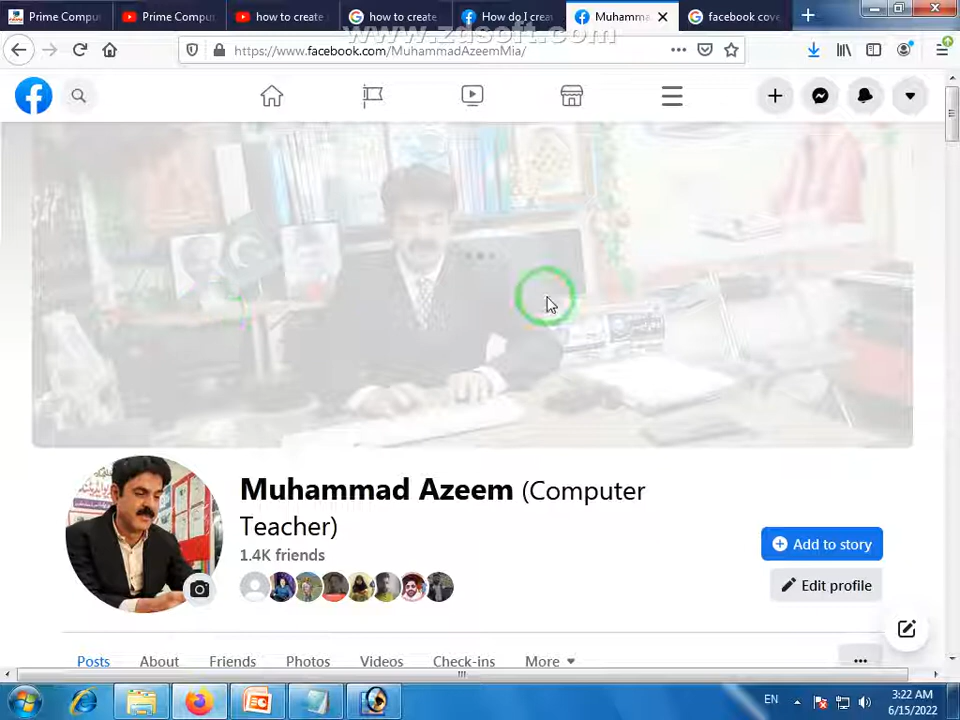 Prime Compu
Prime Compu
how to create
how to create
How do I crea
Muhamma
facebook cove
www.zdsoft.com
https://www.facebook.com/MuhammadAzeemMia/
Muhammad Azeem (Computer
Teacher)
1.4K friends
Add to story
Edit profile
Posts About Friends Photos Videos Check-ins More
EN
3:22 AM
6/15/2022